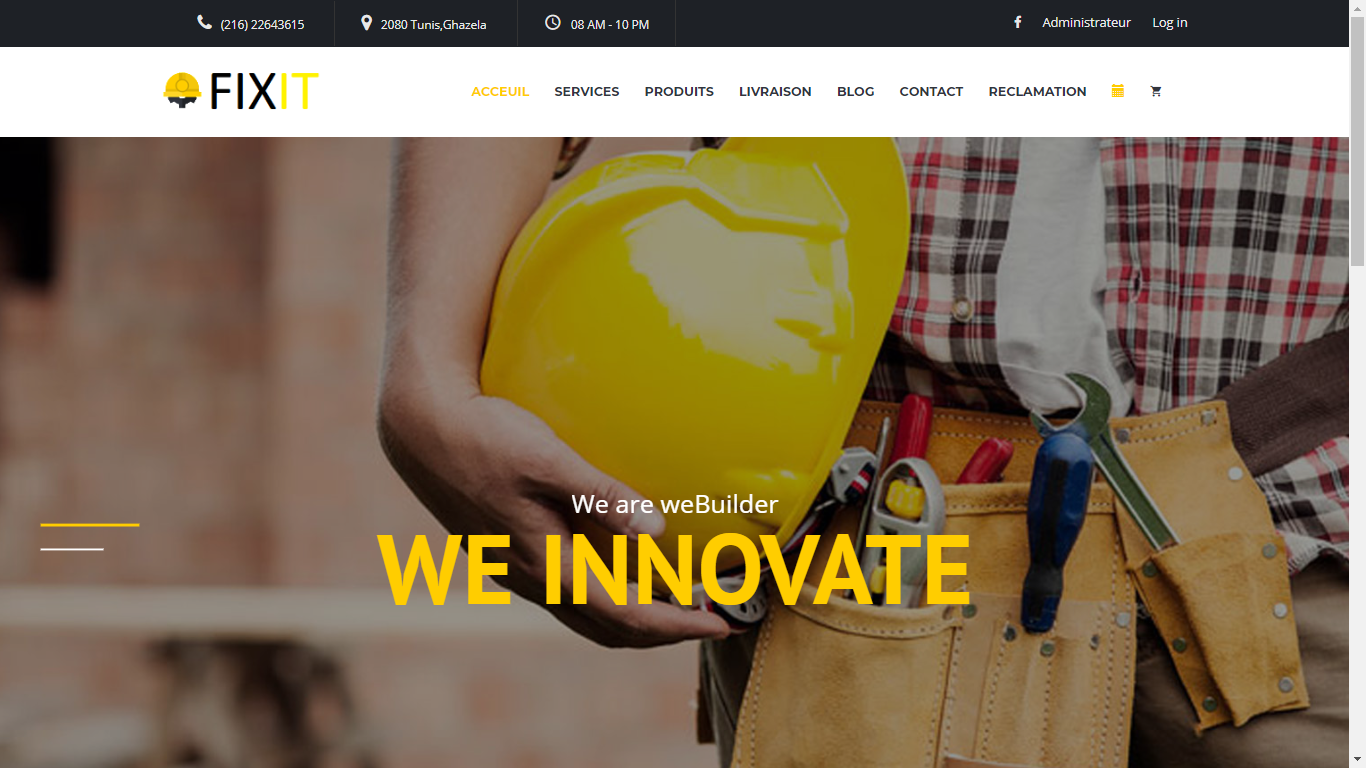 (216) 22643615
2080 Tunis,Ghazela
08 AM - 10 PM
Administrateur
Log in
FIXIT
ACCEUIL
SERVICES
PRODUITS
LIVRAISON
BLOG
CONTACT
RECLAMATION
We are weBuilder
WE INNOVATE